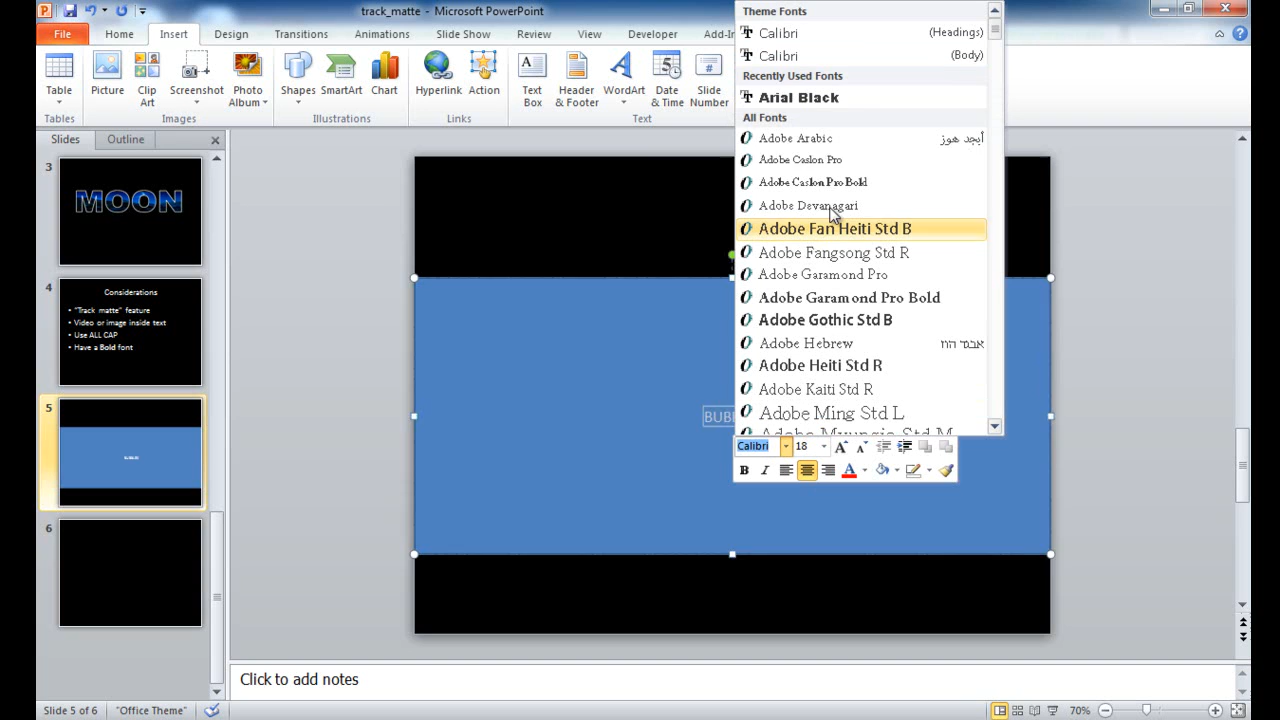 track_matte - Microsoft PowerPoint
File Home Insert Design Transitions Animations Slide Show Review View Developer Add-In
Table
Picture
Clip Art
Screenshot
Photo Album
Shapes
SmartArt
Chart
Hyperlink
Action
Text Box
Header & Footer
WordArt
Date & Time
Slide Number
Tables
Images
Illustrations
Links
Text
Slides Outline
3
MOON
4
Considerations
• "Track matte" feature
• Video or image inside text
• Use ALL CAP
• Have a Bold font
5
6
Theme Fonts
Calibri (Headings)
Calibri (Body)
Recently Used Fonts
Arial Black
All Fonts
Adobe Arabic أبجد هوز
Adobe Caslon Pro
Adobe Caslon Pro Bold
Adobe Devanagari
Adobe Fan Heiti Std B
Adobe Fangsong Std R
Adobe Garamond Pro
Adobe Garamond Pro Bold
Adobe Gothic Std B
Adobe Hebrew אבגד הוז
Adobe Heiti Std R
Adobe Kaiti Std R
Adobe Ming Std L
Adobe Myungjo Std M
Calibri 18
B I A
Click to add notes
Slide 5 of 6 "Office Theme" 70%